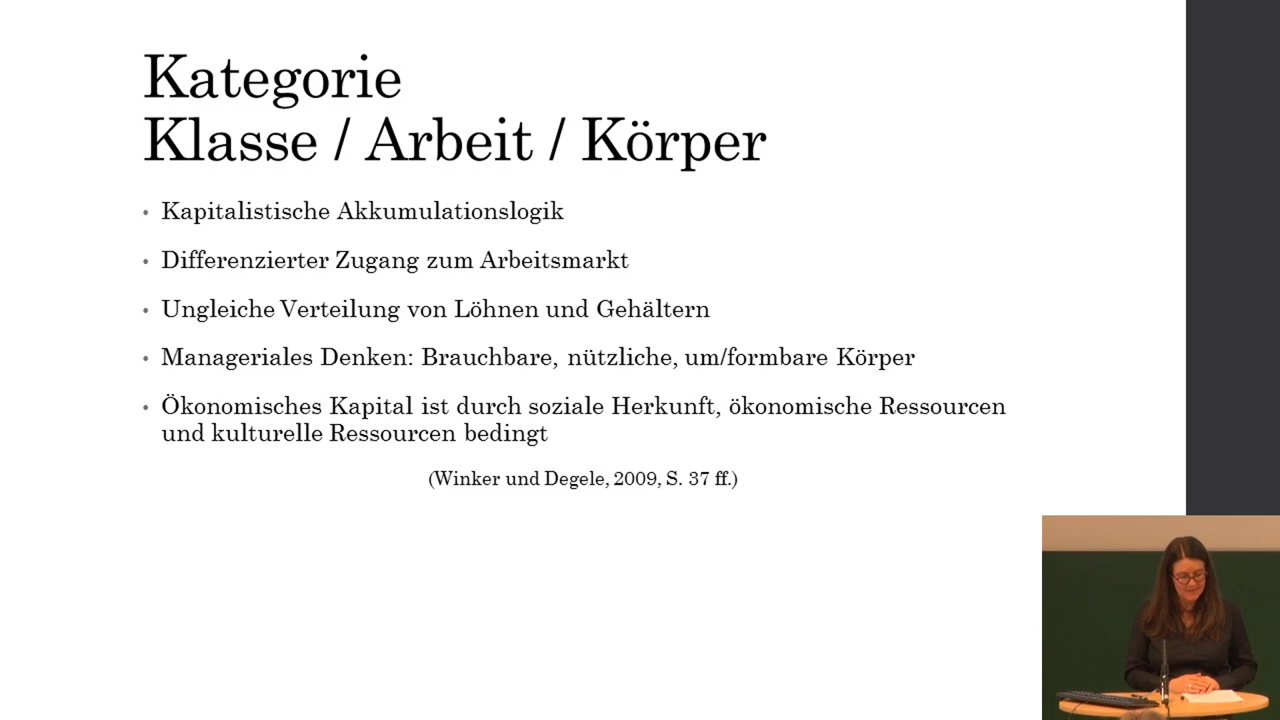 Kategorie
Klasse / Arbeit / Körper
• Kapitalistische Akkumulationslogik
• Differenzierter Zugang zum Arbeitsmarkt
• Ungleiche Verteilung von Löhnen und Gehältern
• Manageriales Denken: Brauchbare, nützliche, um/formbare Körper
• Ökonomisches Kapital ist durch soziale Herkunft, ökonomische Ressourcen
und kulturelle Ressourcen bedingt
(Winker und Degele, 2009, S. 37 ff.)